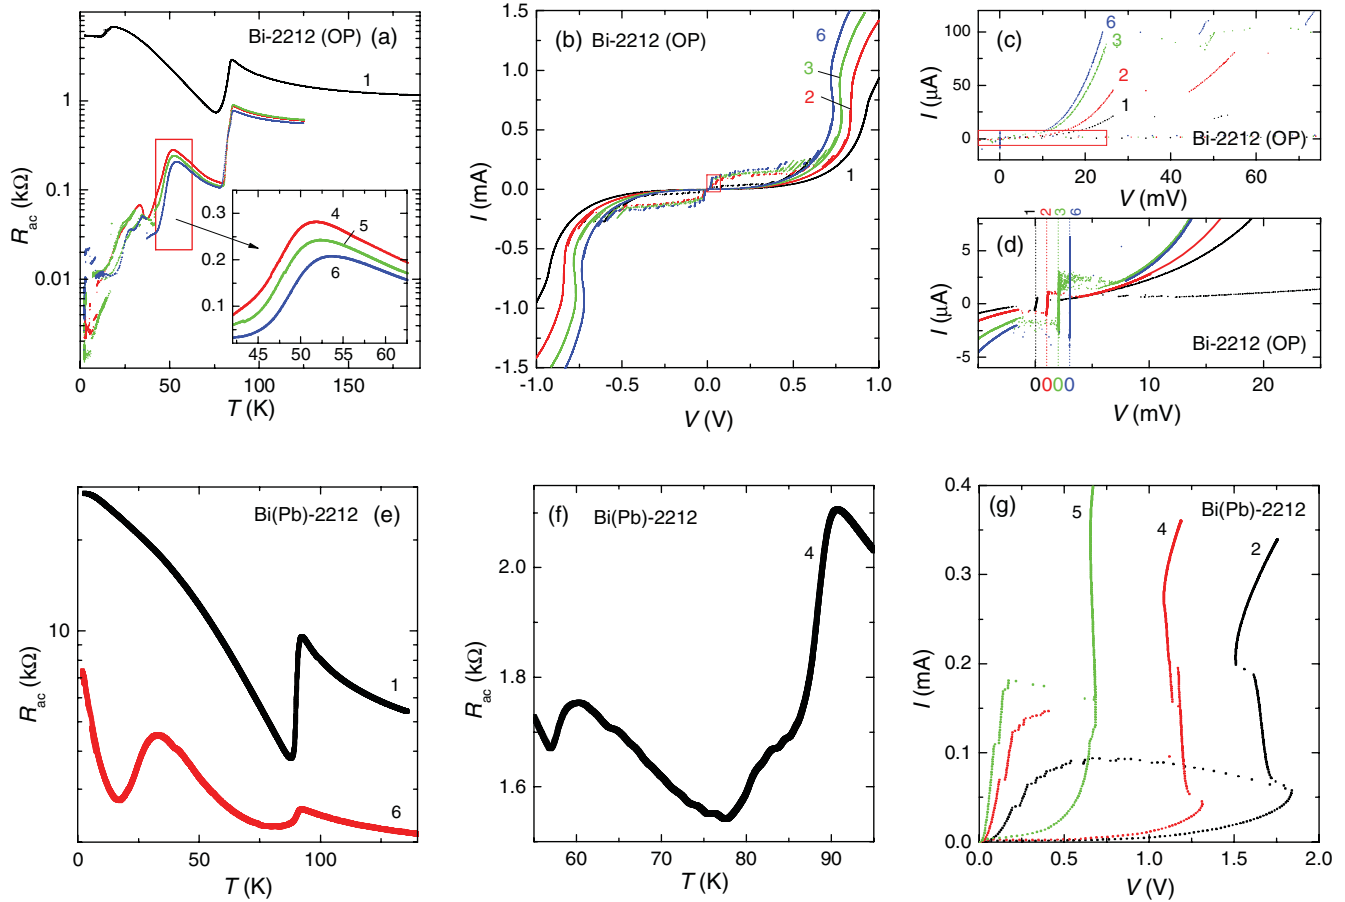 Bi-2212 (OP) (a)
1
R_ac (kΩ)
1
0.1
0.01
0.3
0.2
0.1
4
5
6
45 50 55 60
0 25 50 75 100 125 150 175
T (K)
(b) Bi-2212 (OP)
6
3
2
1
I (mA)
1.5
1.0
0.5
0.0
-0.5
-1.0
-1.5
-1.0 -0.5 0.0 0.5 1.0
V (V)
(c)
6
3
2
1
I (μA)
100
50
0
Bi-2212 (OP)
0 20 40 60
V (mV)
1 2 3 6
(d)
I (μA)
5
0
-5
Bi-2212 (OP)
0000 10 20
V (mV)
(e) Bi(Pb)-2212
R_ac (kΩ)
10
1
6
0 25 50 75 100 125
T (K)
(f) Bi(Pb)-2212
4
R_ac (kΩ)
2.0
1.8
1.6
60 70 80 90
T (K)
(g) Bi(Pb)-2212
5
4
2
I (mA)
0.4
0.3
0.2
0.1
0.0
0.0 0.5 1.0 1.5 2.0
V (V)